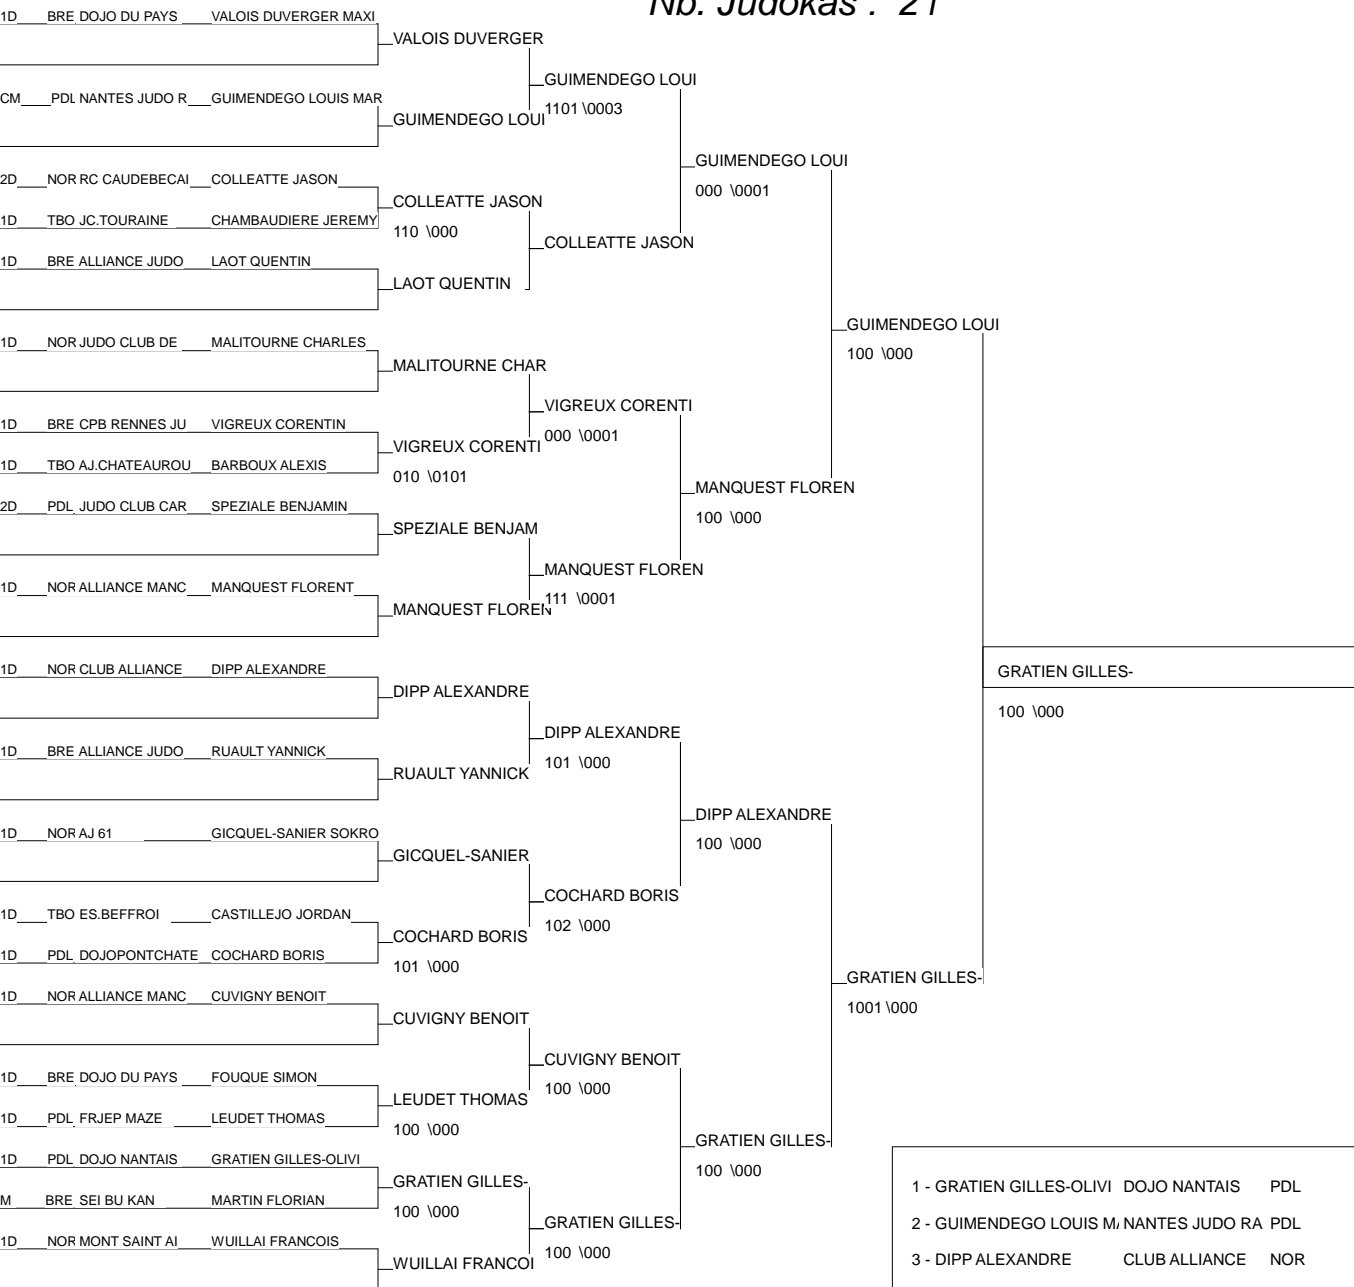 Nb. Judokas : 21
1D BRE DOJO DU PAYS VALOIS DUVERGER MAXI
VALOIS DUVERGER
GUIMENDEGO LOUI
CM PDL NANTES JUDO R GUIMENDEGO LOUIS MAR
1101 \0003
GUIMENDEGO LOUI
GUIMENDEGO LOUI
2D NOR RC CAUDEBECAI COLLEATTE JASON
000 \0001
COLLEATTE JASON
1D TBO JC.TOURAINE CHAMBAUDIERE JEREMY
110 \000
COLLEATTE JASON
1D BRE ALLIANCE JUDO LAOT QUENTIN
LAOT QUENTIN
GUIMENDEGO LOUI
1D NOR JUDO CLUB DE MALITOURNE CHARLES
100 \000
MALITOURNE CHAR
VIGREUX CORENTI
1D BRE CPB RENNES JU VIGREUX CORENTIN
000 \0001
VIGREUX CORENTI
1D TBO AJ.CHATEAUROU BARBOUX ALEXIS
010 \0101
MANQUEST FLOREN
2D PDL JUDO CLUB CAR SPEZIALE BENJAMIN
100 \000
SPEZIALE BENJAM
MANQUEST FLOREN
1D NOR ALLIANCE MANC MANQUEST FLORENT
111 \0001
MANQUEST FLOREN
1D NOR CLUB ALLIANCE DIPP ALEXANDRE
GRATIEN GILLES-
DIPP ALEXANDRE
100 \000
DIPP ALEXANDRE
1D BRE ALLIANCE JUDO RUAULT YANNICK
101 \000
RUAULT YANNICK
DIPP ALEXANDRE
1D NOR AJ 61 GICQUEL-SANIER SOKRO
100 \000
GICQUEL-SANIER
COCHARD BORIS
1D TBO ES.BEFFROI CASTILLEJO JORDAN
102 \000
COCHARD BORIS
1D PDL DOJOPONTCHATE COCHARD BORIS
101 \000
GRATIEN GILLES-
1D NOR ALLIANCE MANC CUVIGNY BENOIT
1001 \000
CUVIGNY BENOIT
CUVIGNY BENOIT
1D BRE DOJO DU PAYS FOUQUE SIMON
100 \000
LEUDET THOMAS
1D PDL FRJEP MAZE LEUDET THOMAS
100 \000
GRATIEN GILLES-
1D PDL DOJO NANTAIS GRATIEN GILLES-OLIVI
100 \000
GRATIEN GILLES-
M BRE SEI BU KAN MARTIN FLORIAN
100 \000
GRATIEN GILLES-
1D NOR MONT SAINT AI WUILLAI FRANCOIS
100 \000
WUILLAI FRANCOI
1 - GRATIEN GILLES-OLIVI DOJO NANTAIS PDL
2 - GUIMENDEGO LOUIS M NANTES JUDO RA PDL
3 - DIPP ALEXANDRE CLUB ALLIANCE NOR